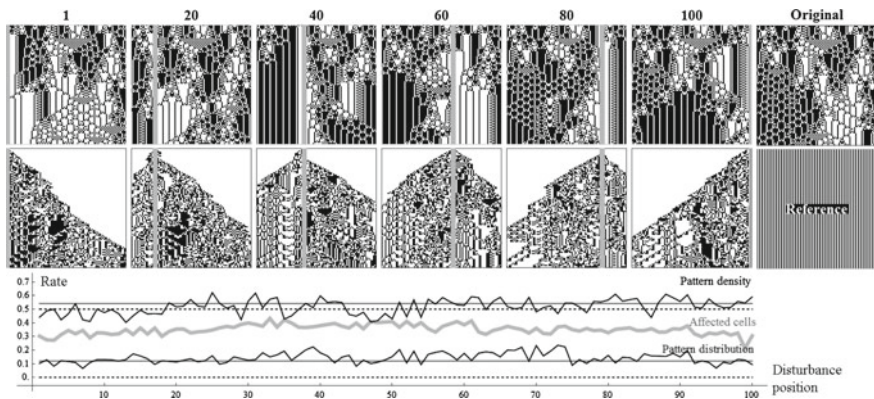 1 20 40 60 80 100 Original
Reference
Rate
0.7
0.6
0.5
0.4
0.3
0.2
0.1
0.
Pattern density
Affected cells
Pattern distribution
Disturbance
position
10 20 30 40 50 60 70 80 90 100